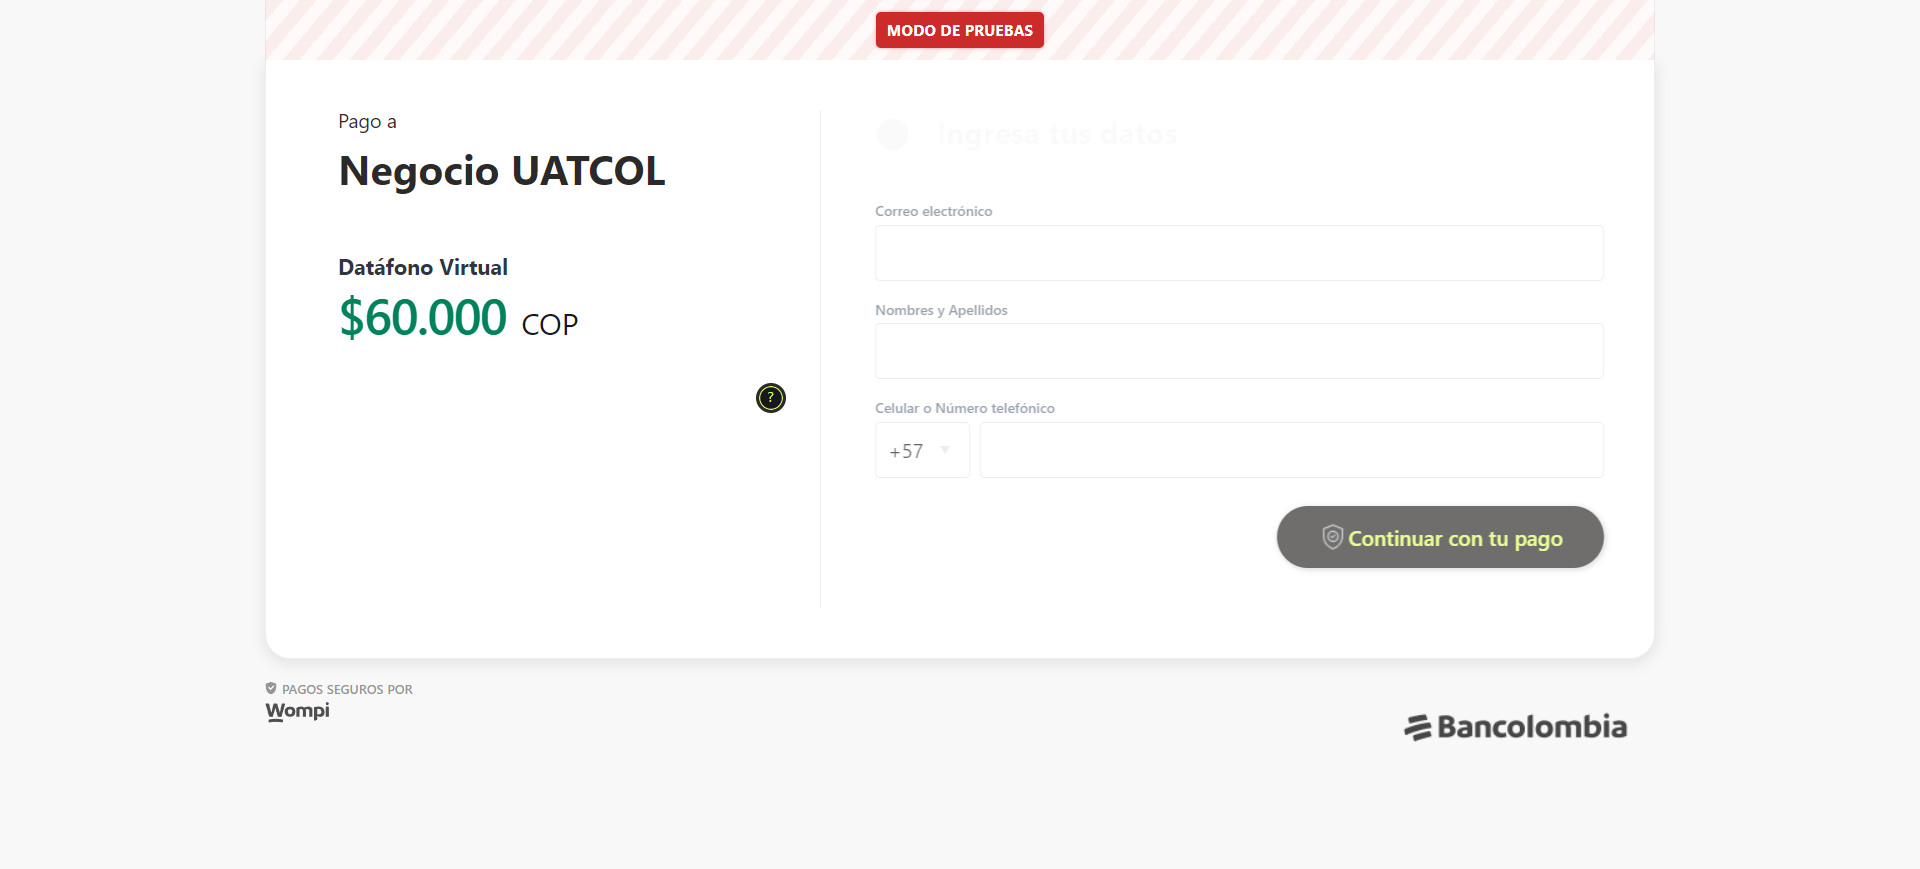 MODO DE PRUEBAS
Pago a
Negocio UATCOL
Datáfono Virtual
$60.000 COP
?
Ingresa tus datos
Correo electrónico
Nombres y Apellidos
Celular o Número telefónico
+57
Continuar con tu pago
PAGOS SEGUROS POR
Wompi
Bancolombia